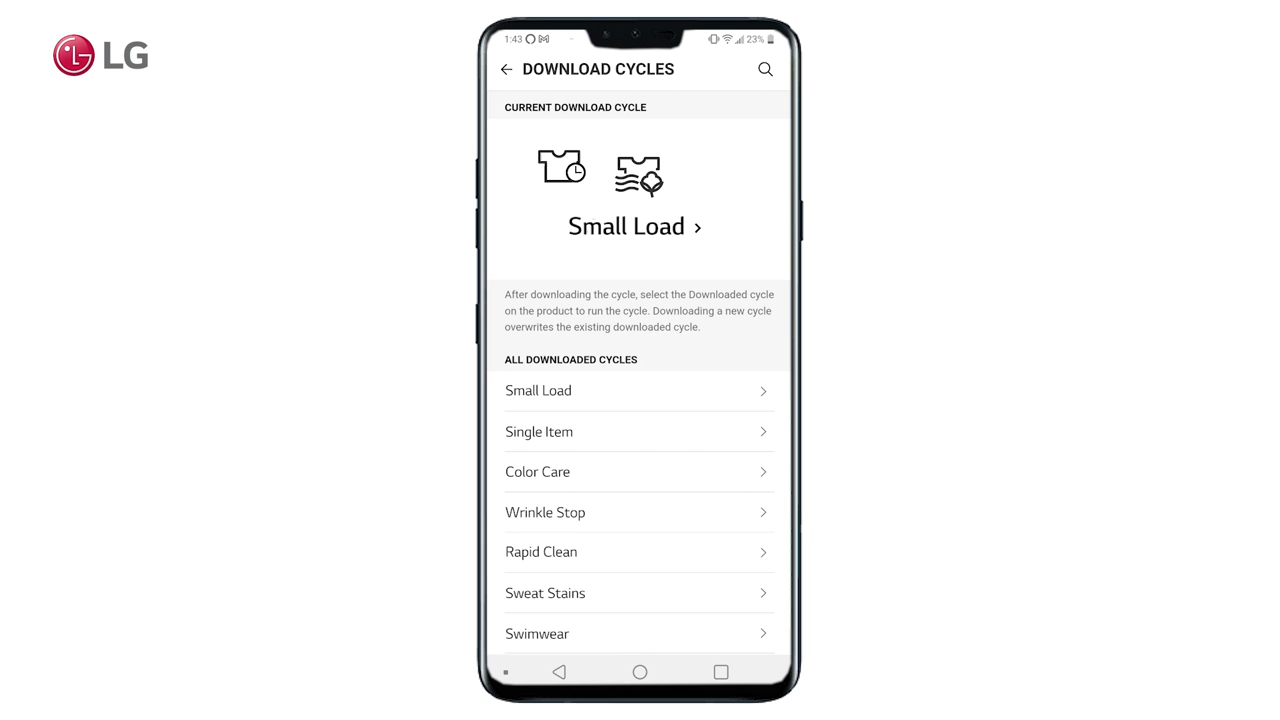 LG
1:43
23%
DOWNLOAD CYCLES
CURRENT DOWNLOAD CYCLE
Small Load
After downloading the cycle, select the Downloaded cycle
on the product to run the cycle. Downloading a new cycle
overwrites the existing downloaded cycle.
ALL DOWNLOADED CYCLES
Small Load
Single Item
Color Care
Wrinkle Stop
Rapid Clean
Sweat Stains
Swimwear